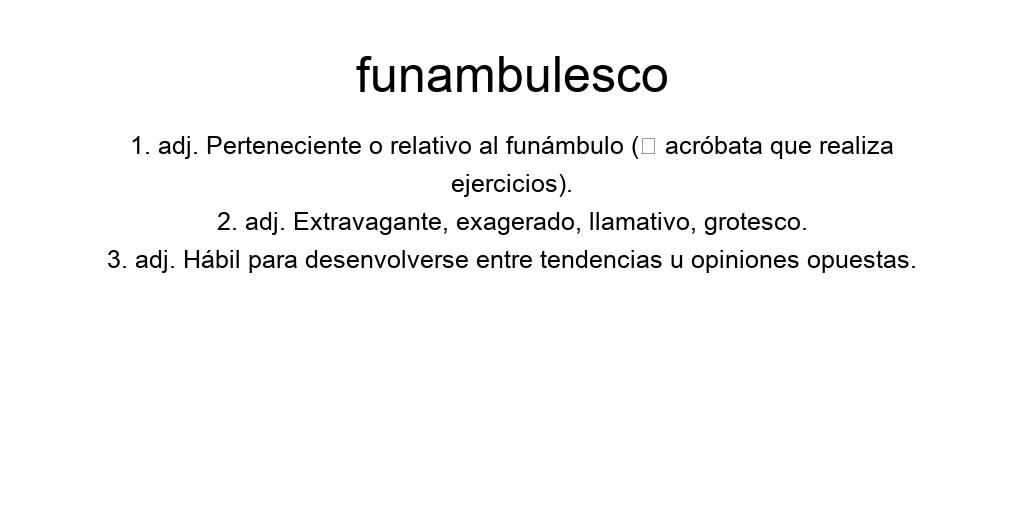 funambulesco
1. adj. Perteneciente o relativo al funámbulo (□ acróbata que realiza
ejercicios).
2. adj. Extravagante, exagerado, llamativo, grotesco.
3. adj. Hábil para desenvolverse entre tendencias u opiniones opuestas.